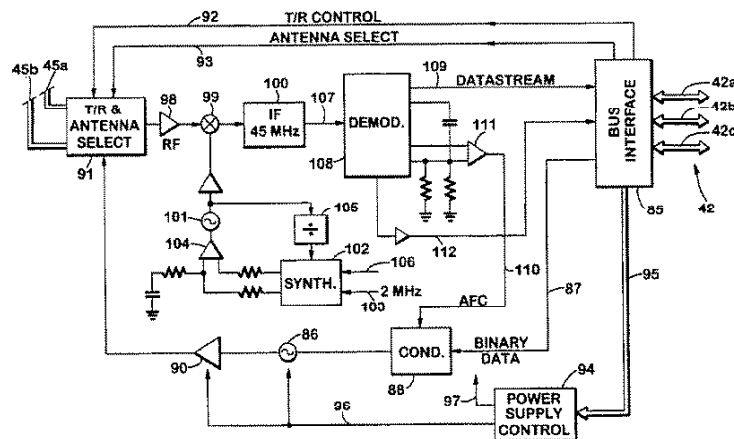 92
T/R CONTROL
93
ANTENNA SELECT
45b
45a
98
99
100
107
109
DATASTREAM
42a
42b
42c
T/R &
ANTENNA
SELECT
91
RF
IF
45 MHz
DEMOD.
108
111
BUS
INTERFACE
85
42
101
105
÷
104
102
112
SYNTH.
106
103
2 MHz
110
87
95
AFC
86
90
COND.
88
BINARY
DATA
94
97
POWER
SUPPLY
CONTROL
96